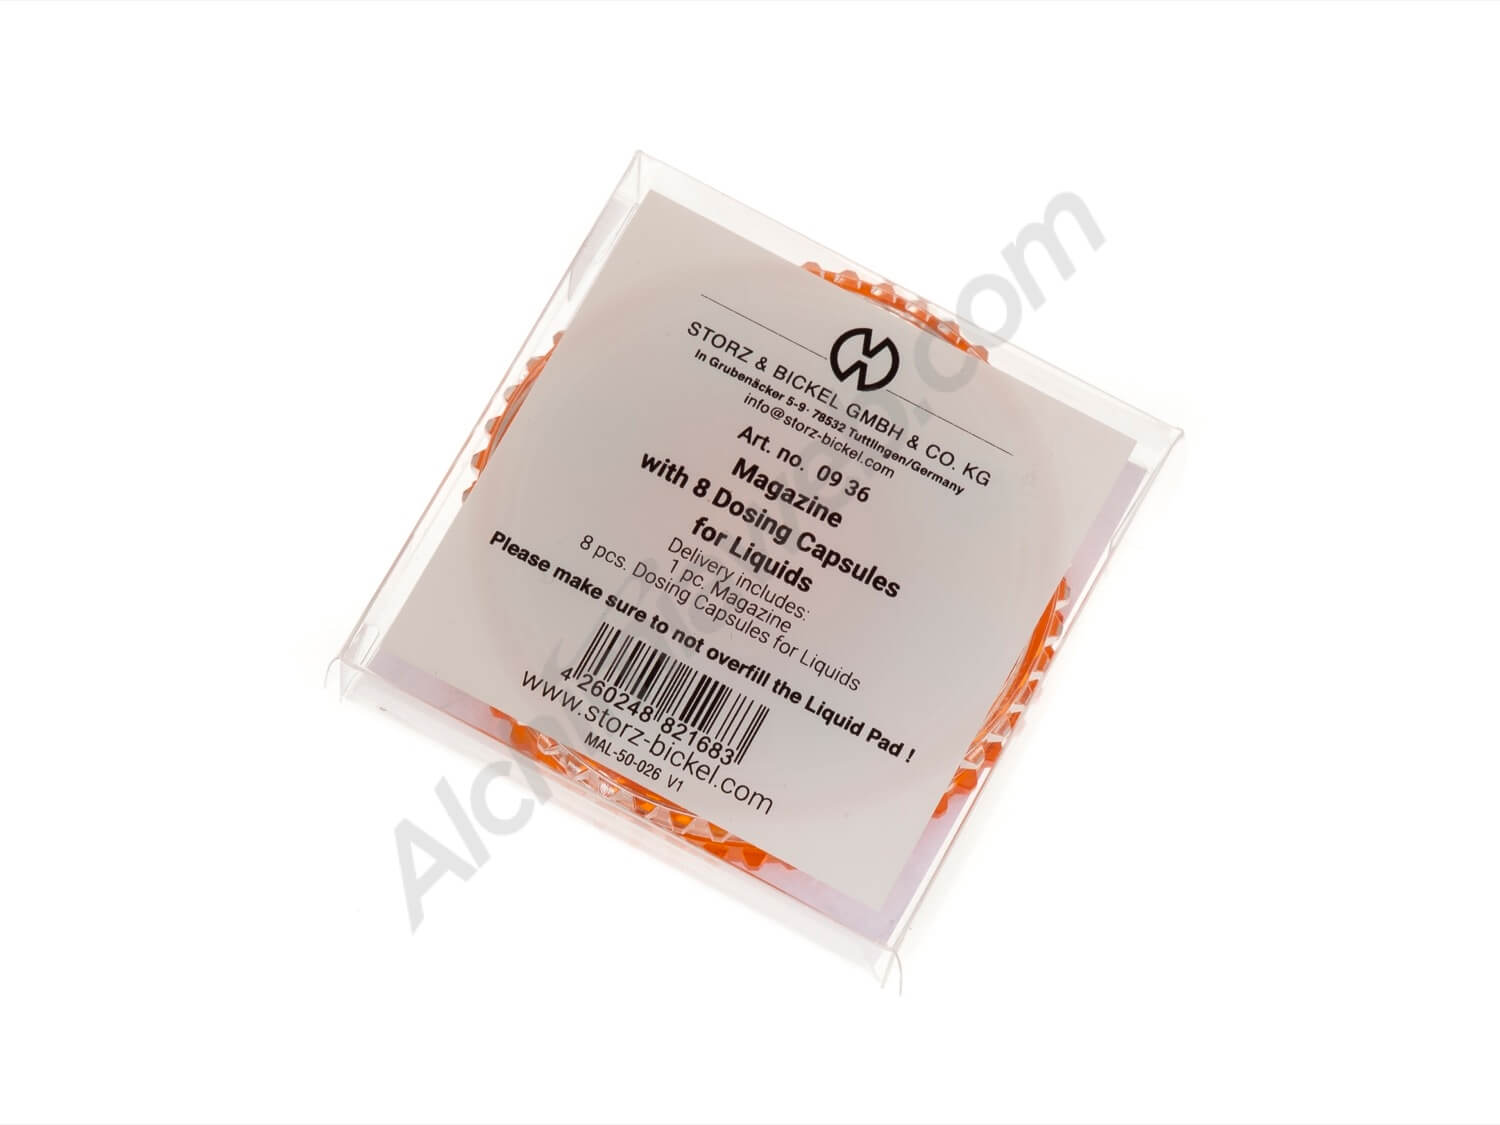 STORZ & BICKEL GMBH & CO. KG
In Grubenäcker 5-9· 78532 Tuttlingen/Germany
info@storz-bickel.com
Art. no. 09 36
Magazine
with 8 Dosing Capsules
for Liquids
Delivery includes:
1 pc. Magazine
8 pcs. Dosing Capsules for Liquids
Please make sure to not overfill the Liquid Pad !
4 260248 821683
www.storz-bickel.com
MAL-50-026 V1